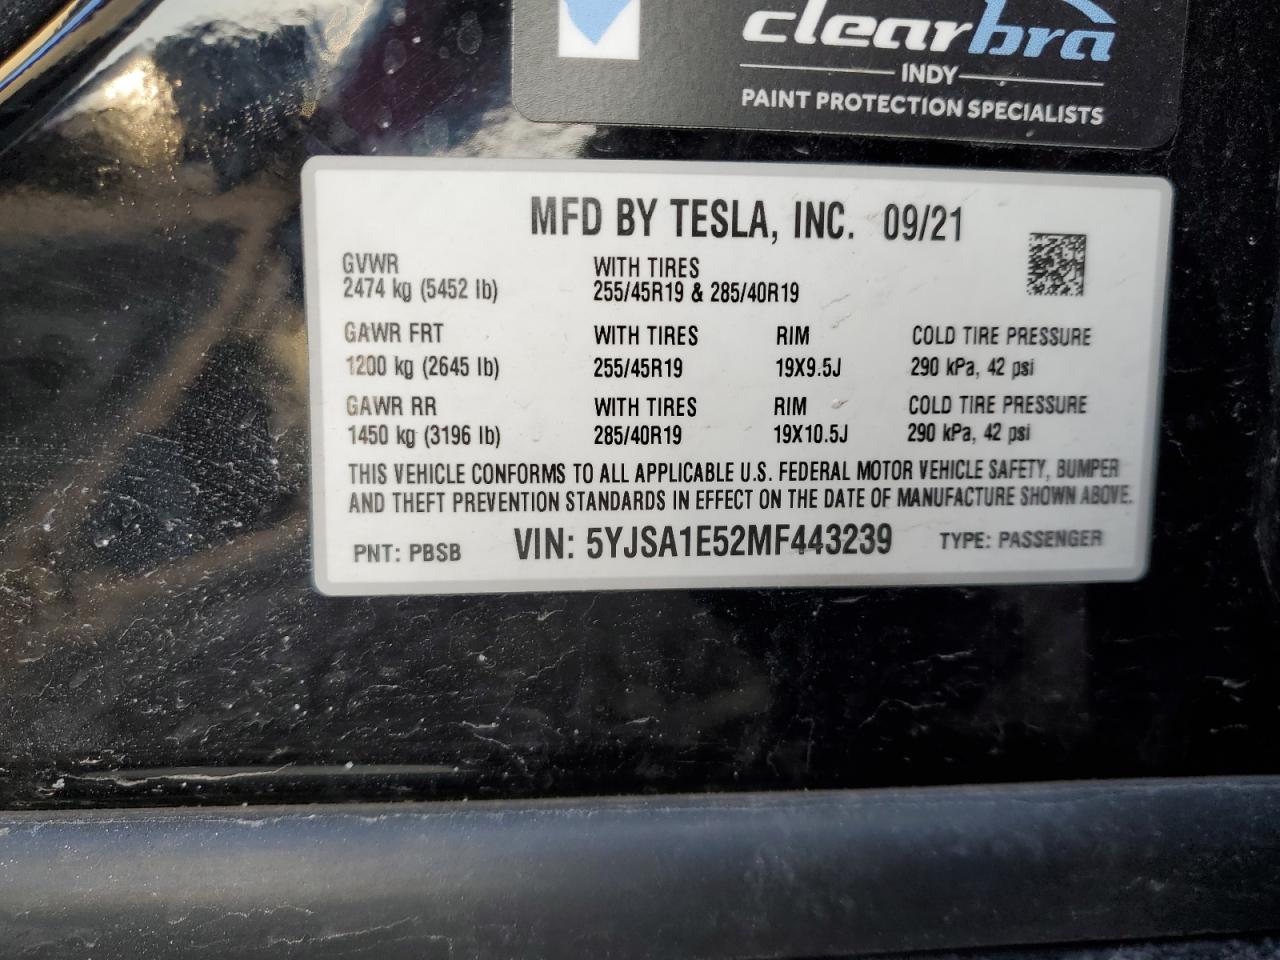 clearbra
INDY
PAINT PROTECTION SPECIALISTS
MFD BY TESLA, INC. 09/21
GVWR WITH TIRES
2474 kg (5452 lb) 255/45R19 & 285/40R19
GAWR FRT WITH TIRES RIM COLD TIRE PRESSURE
1200 kg (2645 lb) 255/45R19 19X9.5J 290 kPa, 42 psi
GAWR RR WITH TIRES RIM COLD TIRE PRESSURE
1450 kg (3196 lb) 285/40R19 19X10.5J 290 kPa, 42 psi
THIS VEHICLE CONFORMS TO ALL APPLICABLE U.S. FEDERAL MOTOR VEHICLE SAFETY, BUMPER
AND THEFT PREVENTION STANDARDS IN EFFECT ON THE DATE OF MANUFACTURE SHOWN ABOVE.
PNT: PBSB VIN: 5YJSA1E52MF443239 TYPE: PASSENGER